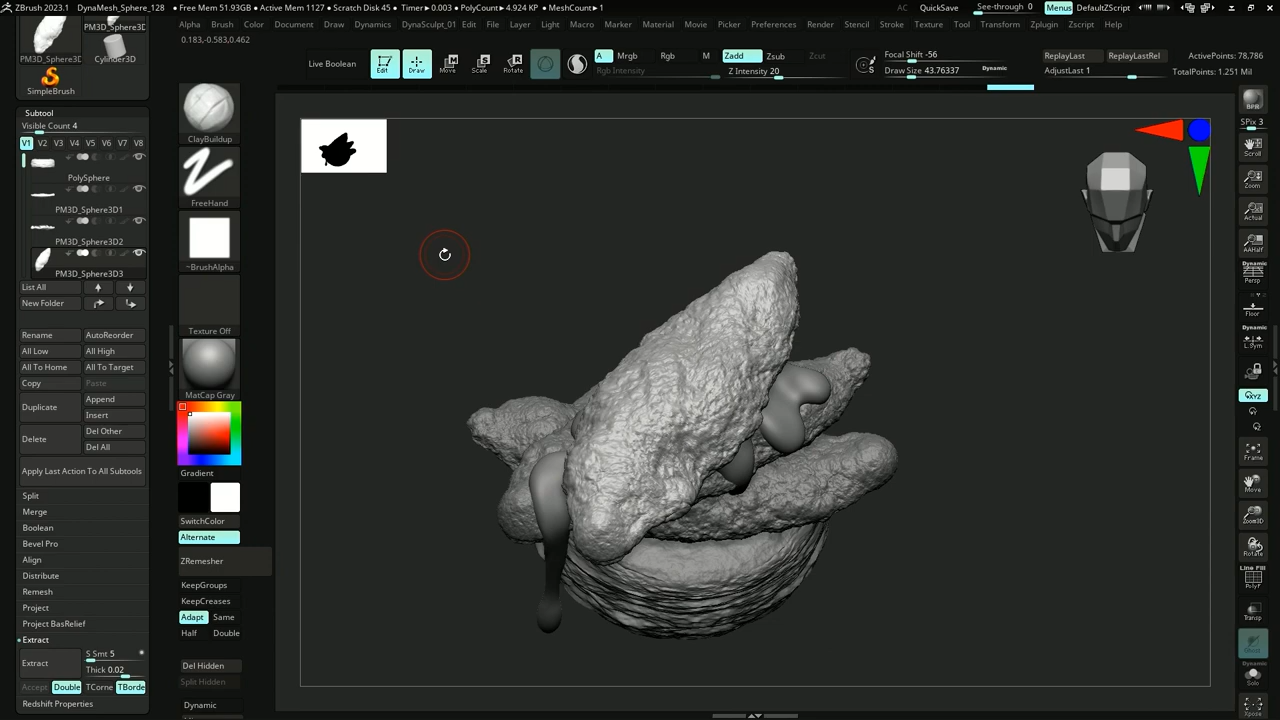 ZBrush 2023.1 DynaMesh_Sphere_128 ● Free Mem 51.93GB ● Active Mem 1127 ● Scratch Disk 45 ● Timer▶0.003 ● PolyCount▶4.924 KP ● MeshCount▶1
AC QuickSave See-through 0 Menus DefaultZScript
Alpha Brush Color Document Draw Dynamics DynaSculpt_01 Edit File Layer Light Macro Marker Material Movie Picker Preferences Render Stencil Stroke Texture Tool Transform Zplugin Zscript Help
0.183,-0.583,0.462
PM3D_Sphere3D
PM3D_Sphere3D
Cylinder3D
SimpleBrush
Live Boolean
Edit
Draw
Move
Scale
Rotate
A
Mrgb
Rgb
M
Zadd
Zsub
Zcut
Rgb Intensity
Z Intensity 20
S
Focal Shift -56
Draw Size 43.76337
Dynamic
ReplayLast
ReplayLastRel
AdjustLast 1
ActivePoints: 78,786
TotalPoints: 1.251 Mil
Subtool
Visible Count 4
V1 V2 V3 V4 V5 V6 V7 V8
PolySphere
PM3D_Sphere3D1
PM3D_Sphere3D2
PM3D_Sphere3D3
List All
New Folder
Rename
AutoReorder
All Low
All High
All To Home
All To Target
Copy
Paste
Duplicate
Append
Insert
Delete
Del Other
Del All
Apply Last Action To All Subtools
Split
Merge
Boolean
Bevel Pro
Align
Distribute
Remesh
Project
Project BasRelief
Extract
Extract
S Smt 5
Thick 0.02
Accept
Double
TCorne
TBorde
Redshift Properties
ClayBuildup
FreeHand
~BrushAlpha
Texture Off
MatCap Gray
Gradient
SwitchColor
Alternate
ZRemesher
KeepGroups
KeepCreases
Adapt
Same
Half
Double
Del Hidden
Split Hidden
Dynamic
BPR
SPix 3
Scroll
Zoom
Actual
AAHalf
Dynamic
Persp
Floor
Dynamic
L.Sym
XYZ
Frame
Move
Zoom3D
Rotate
Line Fill
PolyF
Transp
Ghost
Dynamic
Solo
Xpose